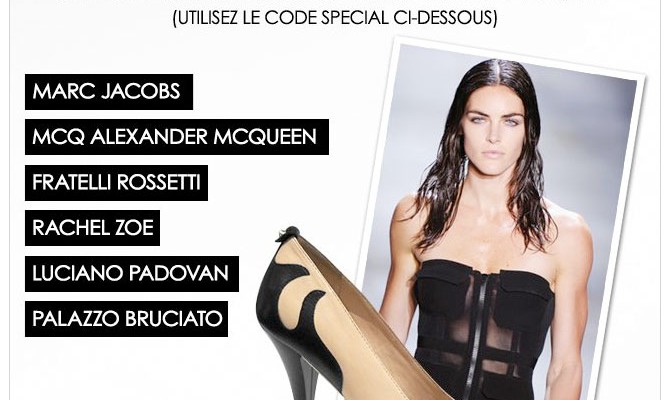 (UTILISEZ LE CODE SPECIAL CI-DESSOUS)
MARC JACOBS
MCQ ALEXANDER MCQUEEN
FRATELLI ROSSETTI
RACHEL ZOE
LUCIANO PADOVAN
PALAZZO BRUCIATO